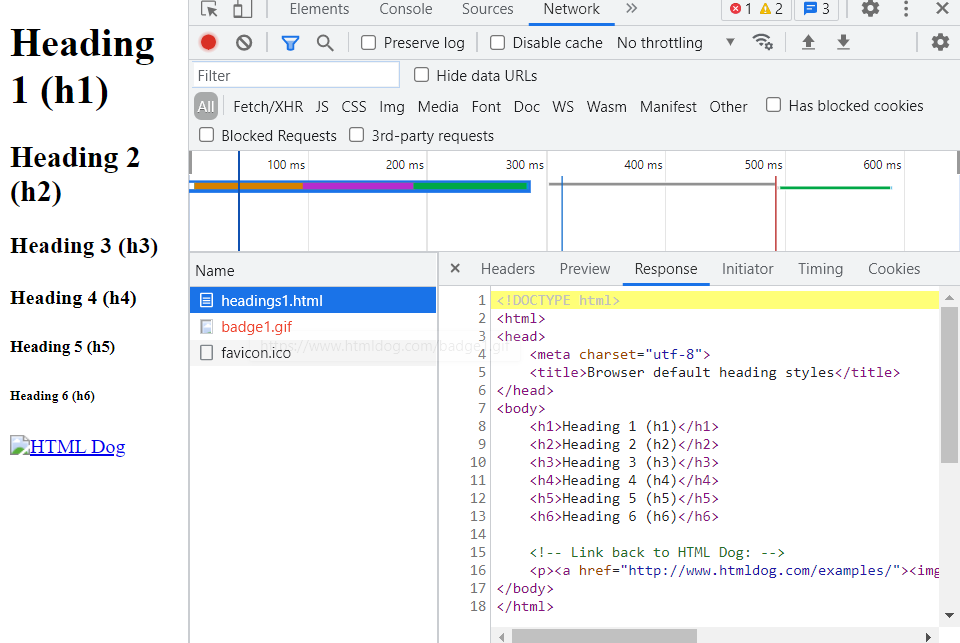 Heading 1 (h1)
Heading 2 (h2)
Heading 3 (h3)
Heading 4 (h4)
Heading 5 (h5)
Heading 6 (h6)
HTML Dog
Elements Console Sources Network 1 2 3
Preserve log Disable cache No throttling
Filter Hide data URLs
All Fetch/XHR JS CSS Img Media Font Doc WS Wasm Manifest Other Has blocked cookies
Blocked Requests 3rd-party requests
100 ms 200 ms 300 ms 400 ms 500 ms 600 ms
Name
headings1.html
badge1.gif
favicon.ico
https://www.htmldog.com/badge1.gif
Headers Preview Response Initiator Timing Cookies
1 <!DOCTYPE html>
2 <html>
3 <head>
4 <meta charset="utf-8">
5 <title>Browser default heading styles</title>
6 </head>
7 <body>
8 <h1>Heading 1 (h1)</h1>
9 <h2>Heading 2 (h2)</h2>
10 <h3>Heading 3 (h3)</h3>
11 <h4>Heading 4 (h4)</h4>
12 <h5>Heading 5 (h5)</h5>
13 <h6>Heading 6 (h6)</h6>
14
15 <!-- Link back to HTML Dog: -->
16 <p><a href="http://www.htmldog.com/examples/"><img
17 </body>
18 </html>